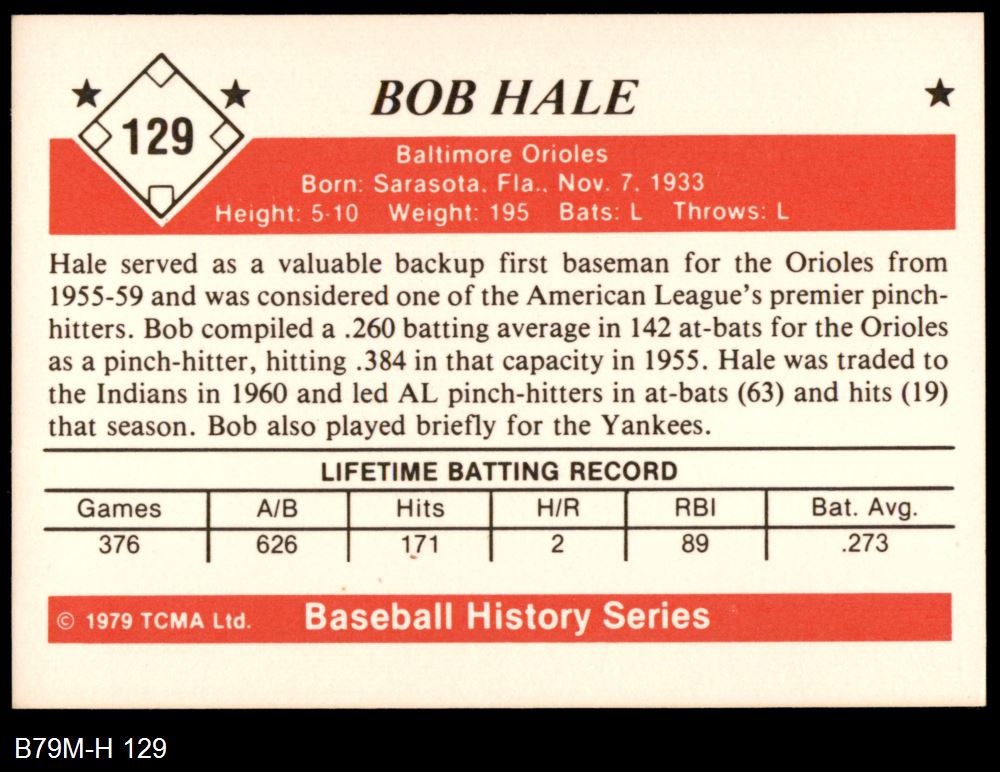 129
BOB HALE
Baltimore Orioles
Born: Sarasota, Fla., Nov. 7, 1933
Height: 5-10 Weight: 195 Bats: L Throws: L
Hale served as a valuable backup first baseman for the Orioles from
1955-59 and was considered one of the American League's premier pinch-
hitters. Bob compiled a .260 batting average in 142 at-bats for the Orioles
as a pinch-hitter, hitting .384 in that capacity in 1955. Hale was traded to
the Indians in 1960 and led AL pinch-hitters in at-bats (63) and hits (19)
that season. Bob also played briefly for the Yankees.
LIFETIME BATTING RECORD
Games A/B Hits H/R RBI Bat. Avg.
376 626 171 2 89 .273
© 1979 TCMA Ltd. Baseball History Series
B79M-H 129